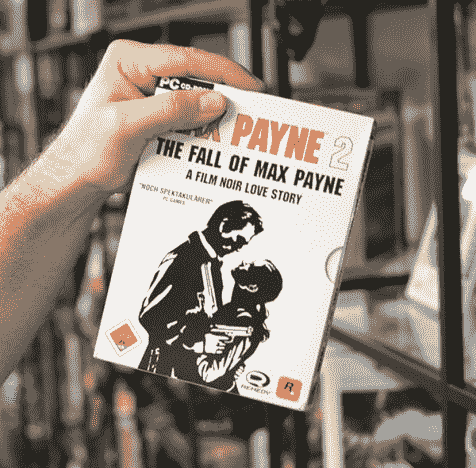 PC CD-ROM
MAX PAYNE 2
THE FALL OF MAX PAYNE
A FILM NOIR LOVE STORY
"NOCH SPEKTAKULÄRER"
PC GAMES
REMEDY
R